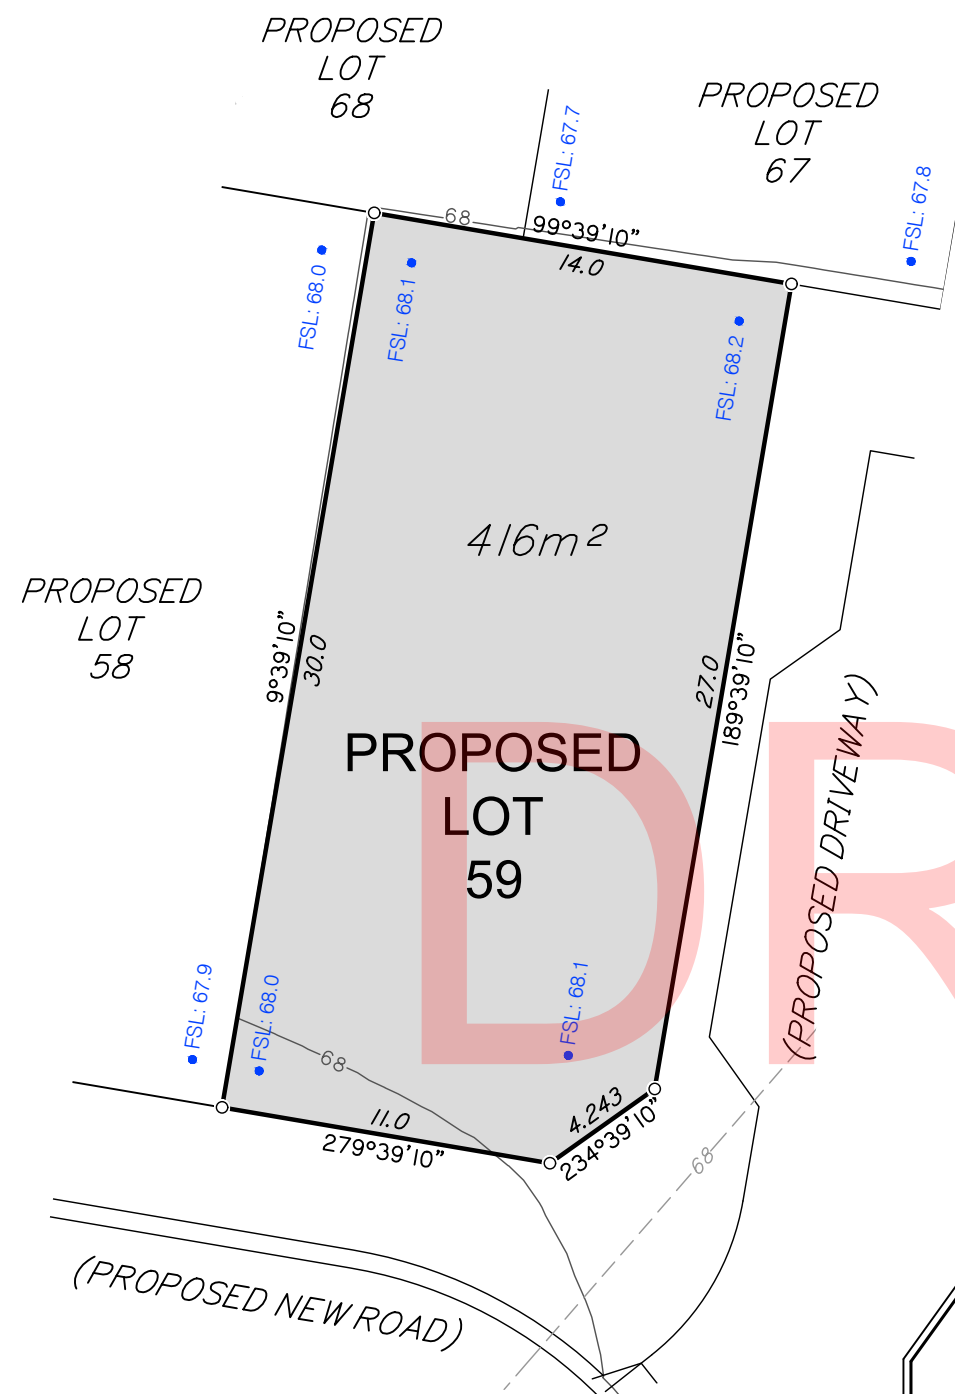 PROPOSED
LOT
68
PROPOSED
LOT
67
FSL: 67.7
FSL: 67.8
68
99°39'10"
14.0
FSL: 68.0
FSL: 68.1
FSL: 68.2
416m²
PROPOSED
LOT
58
9°39'10"
30.0
27.0
189°39'10"
PROPOSED
LOT
59
(PROPOSED DRIVEWAY)
DR
FSL: 67.9
FSL: 68.0
FSL: 68.1
68
11.0
279°39'10"
4.243
234°39'10"
68
(PROPOSED NEW ROAD)